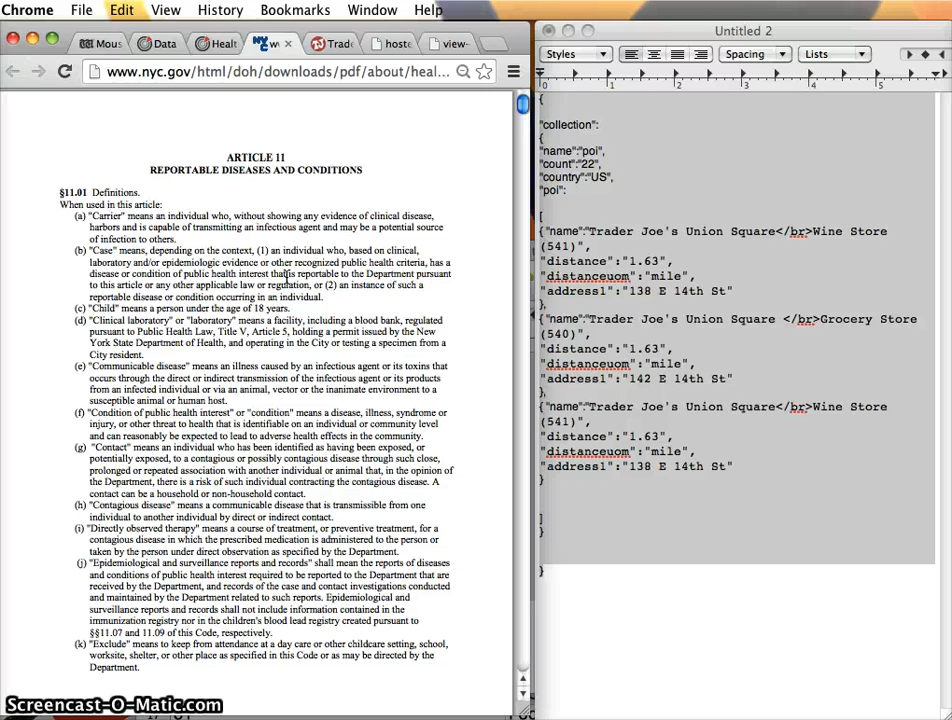 Chrome File Edit View History Bookmarks Window Help
Mous Data Healt w Trade hoste view-
www.nyc.gov/html/doh/downloads/pdf/about/heal...
ARTICLE 11
REPORTABLE DISEASES AND CONDITIONS
§11.01 Definitions.
When used in this article:
(a) "Carrier" means an individual who, without showing any evidence of clinical disease,
harbors and is capable of transmitting an infectious agent and may be a potential source
of infection to others.
(b) "Case" means, depending on the context, (1) an individual who, based on clinical,
laboratory and/or epidemiologic evidence or other recognized public health criteria, has a
disease or condition of public health interest that is reportable to the Department pursuant
to this article or any other applicable law or regulation, or (2) an instance of such a
reportable disease or condition occurring in an individual.
(c) "Child" means a person under the age of 18 years.
(d) "Clinical laboratory" or "laboratory" means a facility, including a blood bank, regulated
pursuant to Public Health Law, Title V, Article 5, holding a permit issued by the New
York State Department of Health, and operating in the City or testing a specimen from a
City resident.
(e) "Communicable disease" means an illness caused by an infectious agent or its toxins that
occurs through the direct or indirect transmission of the infectious agent or its products
from an infected individual or via an animal, vector or the inanimate environment to a
susceptible animal or human host.
(f) "Condition of public health interest" or "condition" means a disease, illness, syndrome or
injury, or other threat to health that is identifiable on an individual or community level
and can reasonably be expected to lead to adverse health effects in the community.
(g) "Contact" means an individual who has been identified as having been exposed, or
potentially exposed, to a contagious or possibly contagious disease through such close,
prolonged or repeated association with another individual or animal that, in the opinion of
the Department, there is a risk of such individual contracting the contagious disease. A
contact can be a household or non-household contact.
(h) "Contagious disease" means a communicable disease that is transmissible from one
individual to another individual by direct or indirect contact.
(i) "Directly observed therapy" means a course of treatment, or preventive treatment, for a
contagious disease in which the prescribed medication is administered to the person or
taken by the person under direct observation as specified by the Department.
(j) "Epidemiological and surveillance reports and records" shall mean the reports of diseases
and conditions of public health interest required to be reported to the Department that are
received by the Department, and records of the case and contact investigations conducted
and maintained by the Department related to such reports. Epidemiological and
surveillance reports and records shall not include information contained in the
immunization registry nor in the children's blood lead registry created pursuant to
§§11.07 and 11.09 of this Code, respectively.
(k) "Exclude" means to keep from attendance at a day care or other childcare setting, school,
worksite, shelter, or other place as specified in this Code or as may be directed by the
Department.
Screencast-O-Matic.com
Untitled 2
Styles Spacing Lists
0 1 2 3 4 5
{
"collection":
{
"name":"poi",
"count":"22",
"country":"US",
"poi":
[
{"name":"Trader Joe's Union Square</br>Wine Store
(541)",
"distance":"1.63",
"distanceuom":"mile",
"address1":"138 E 14th St"
},
{"name":"Trader Joe's Union Square </br>Grocery Store
(540)",
"distance":"1.63",
"distanceuom":"mile",
"address1":"142 E 14th St"
},
{"name":"Trader Joe's Union Square</br>Wine Store
(541)",
"distance":"1.63",
"distanceuom":"mile",
"address1":"138 E 14th St"
}
]
}
}